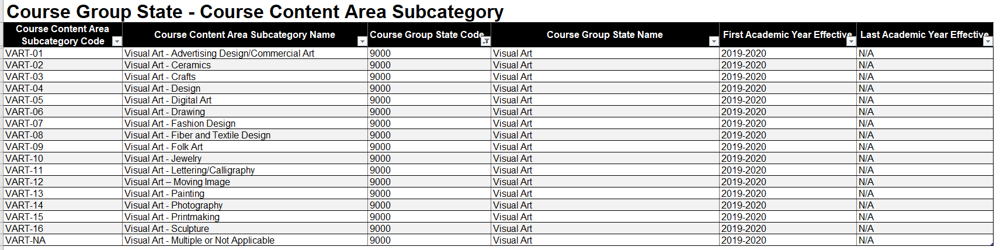 Course Group State - Course Content Area Subcategory
Course Content Area Subcategory Code Course Content Area Subcategory Name Course Group State Code Course Group State Name First Academic Year Effective Last Academic Year Effective
VART-01 Visual Art - Advertising Design/Commercial Art 9000 Visual Art 2019-2020 N/A
VART-02 Visual Art - Ceramics 9000 Visual Art 2019-2020 N/A
VART-03 Visual Art - Crafts 9000 Visual Art 2019-2020 N/A
VART-04 Visual Art - Design 9000 Visual Art 2019-2020 N/A
VART-05 Visual Art - Digital Art 9000 Visual Art 2019-2020 N/A
VART-06 Visual Art - Drawing 9000 Visual Art 2019-2020 N/A
VART-07 Visual Art - Fashion Design 9000 Visual Art 2019-2020 N/A
VART-08 Visual Art - Fiber and Textile Design 9000 Visual Art 2019-2020 N/A
VART-09 Visual Art - Folk Art 9000 Visual Art 2019-2020 N/A
VART-10 Visual Art - Jewelry 9000 Visual Art 2019-2020 N/A
VART-11 Visual Art - Lettering/Calligraphy 9000 Visual Art 2019-2020 N/A
VART-12 Visual Art – Moving Image 9000 Visual Art 2019-2020 N/A
VART-13 Visual Art - Painting 9000 Visual Art 2019-2020 N/A
VART-14 Visual Art - Photography 9000 Visual Art 2019-2020 N/A
VART-15 Visual Art - Printmaking 9000 Visual Art 2019-2020 N/A
VART-16 Visual Art - Sculpture 9000 Visual Art 2019-2020 N/A
VART-NA Visual Art - Multiple or Not Applicable 9000 Visual Art 2019-2020 N/A